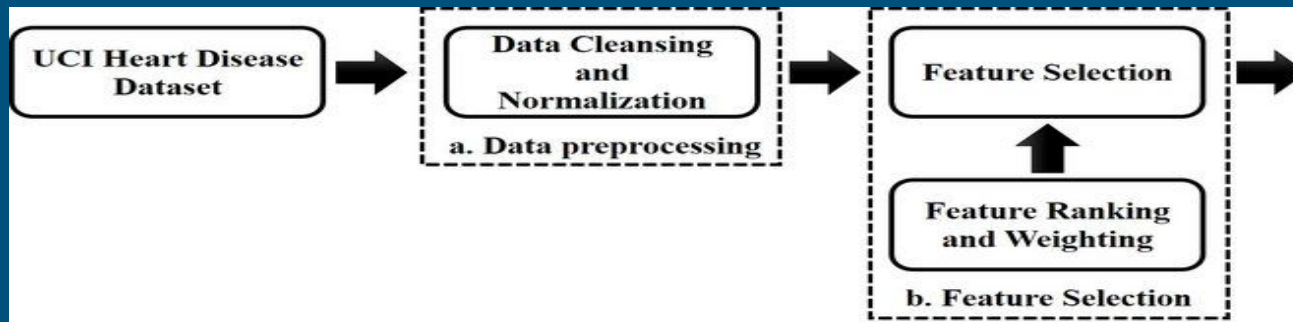 UCI Heart Disease
Dataset
Data Cleansing
and
Normalization
a. Data preprocessing
Feature Selection
Feature Ranking
and Weighting
b. Feature Selection